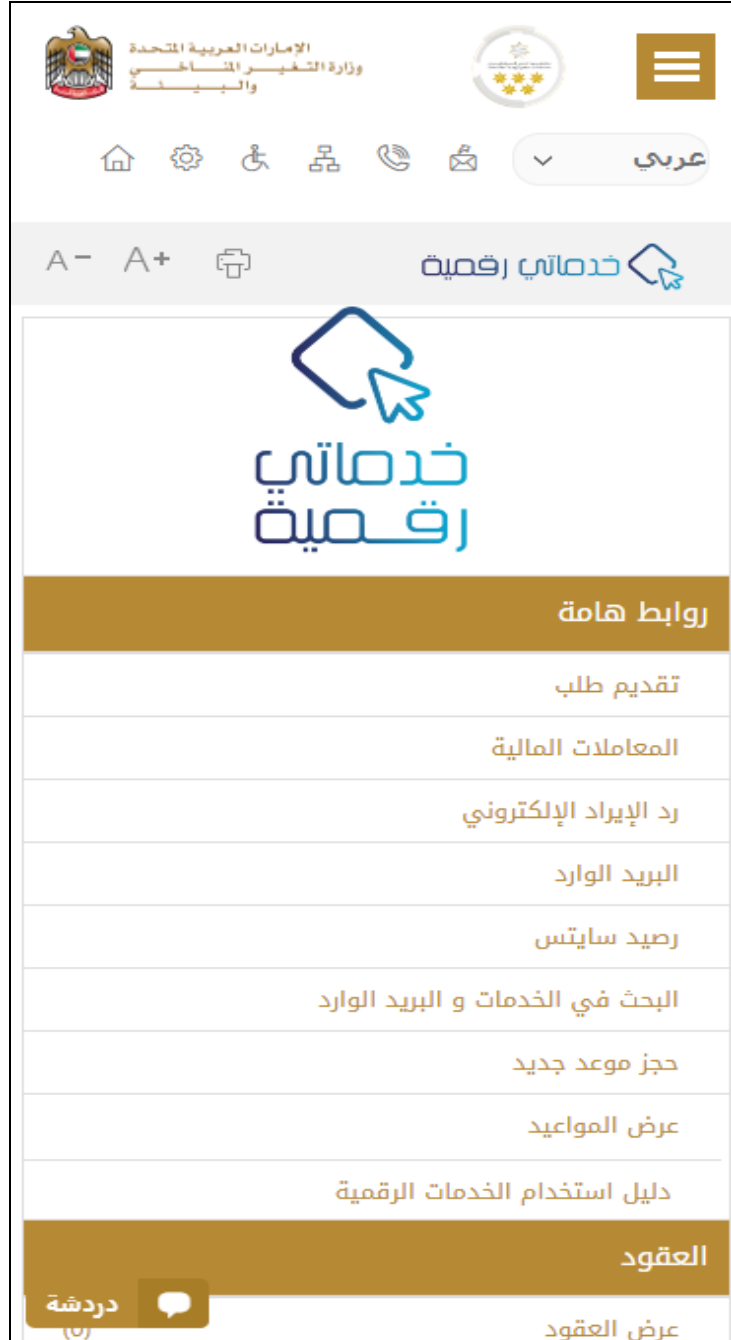 الإمارات العربية المتحدة
وزارة التغير المناخي
والبيئة
عربي
A- A+
خدماتي رقمية
خدماتي
رقمية
روابط هامة
تقديم طلب
المعاملات المالية
رد الإيراد الإلكتروني
البريد الوارد
رصيد سايتس
البحث في الخدمات و البريد الوارد
حجز موعد جديد
عرض المواعيد
دليل استخدام الخدمات الرقمية
العقود
دردشة
عرض العقود
(0)